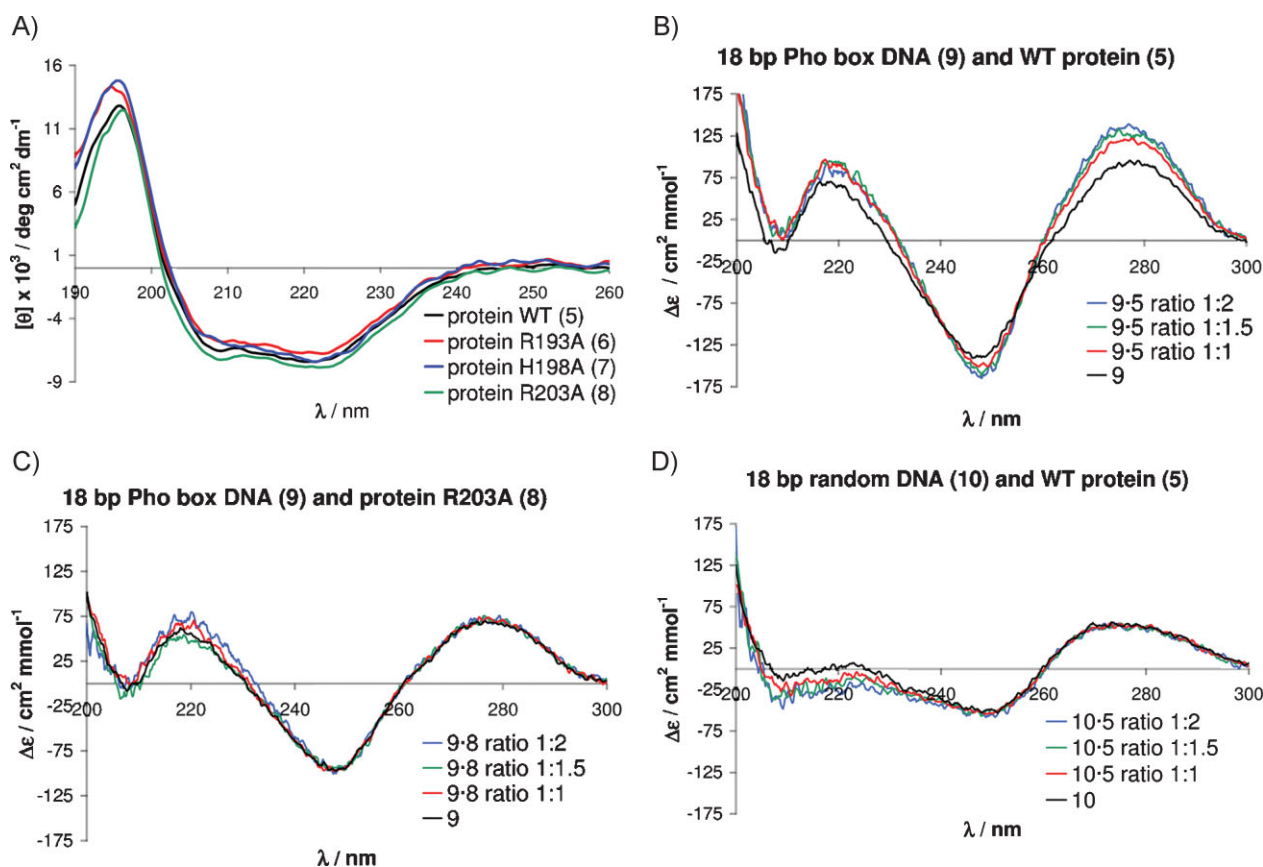 A)
16
11
6
1
-4
-9
190 200 210 220 230 240 250 260
[θ] x 10³ / deg cm² dm⁻¹
λ / nm
protein WT (5)
protein R193A (6)
protein H198A (7)
protein R203A (8)
B)
18 bp Pho box DNA (9) and WT protein (5)
175
125
75
25
-25
-75
-125
-175
200 220 240 260 280 300
Δε / cm² mmol⁻¹
λ / nm
9·5 ratio 1:2
9·5 ratio 1:1.5
9·5 ratio 1:1
9
C)
18 bp Pho box DNA (9) and protein R203A (8)
175
125
75
25
-25
-75
-125
-175
200 220 240 260 280 300
Δε / cm² mmol⁻¹
λ / nm
9·8 ratio 1:2
9·8 ratio 1:1.5
9·8 ratio 1:1
9
D)
18 bp random DNA (10) and WT protein (5)
175
125
75
25
-25
-75
-125
-175
200 220 240 260 280 300
Δε / cm² mmol⁻¹
λ / nm
10·5 ratio 1:2
10·5 ratio 1:1.5
10·5 ratio 1:1
10